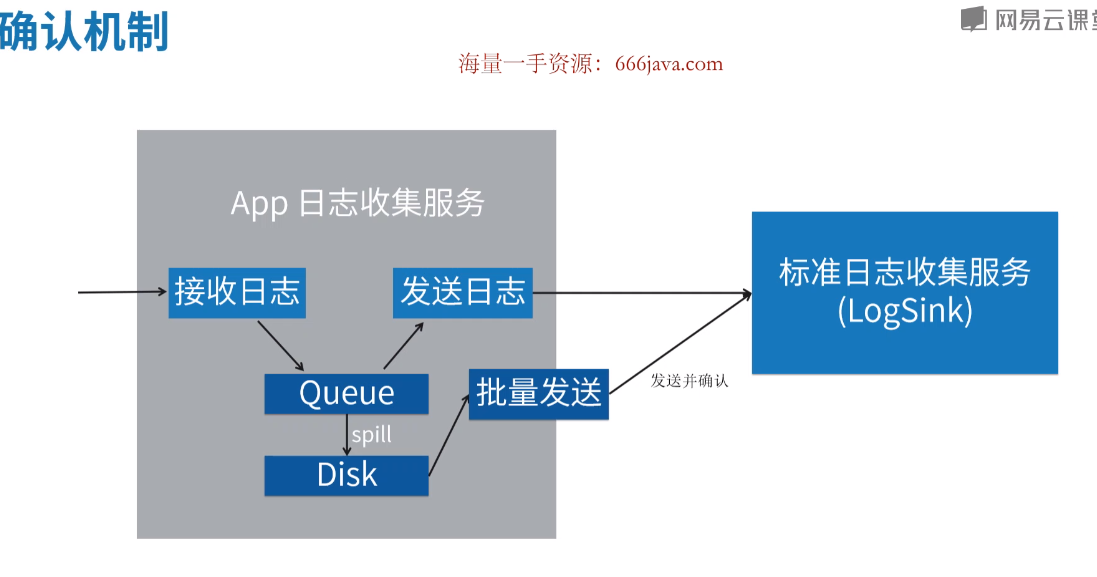 确认机制
网易云课堂
海量一手资源：666java.com
App 日志收集服务
接收日志
发送日志
标准日志收集服务
(LogSink)
Queue
批量发送
发送并确认
spill
Disk